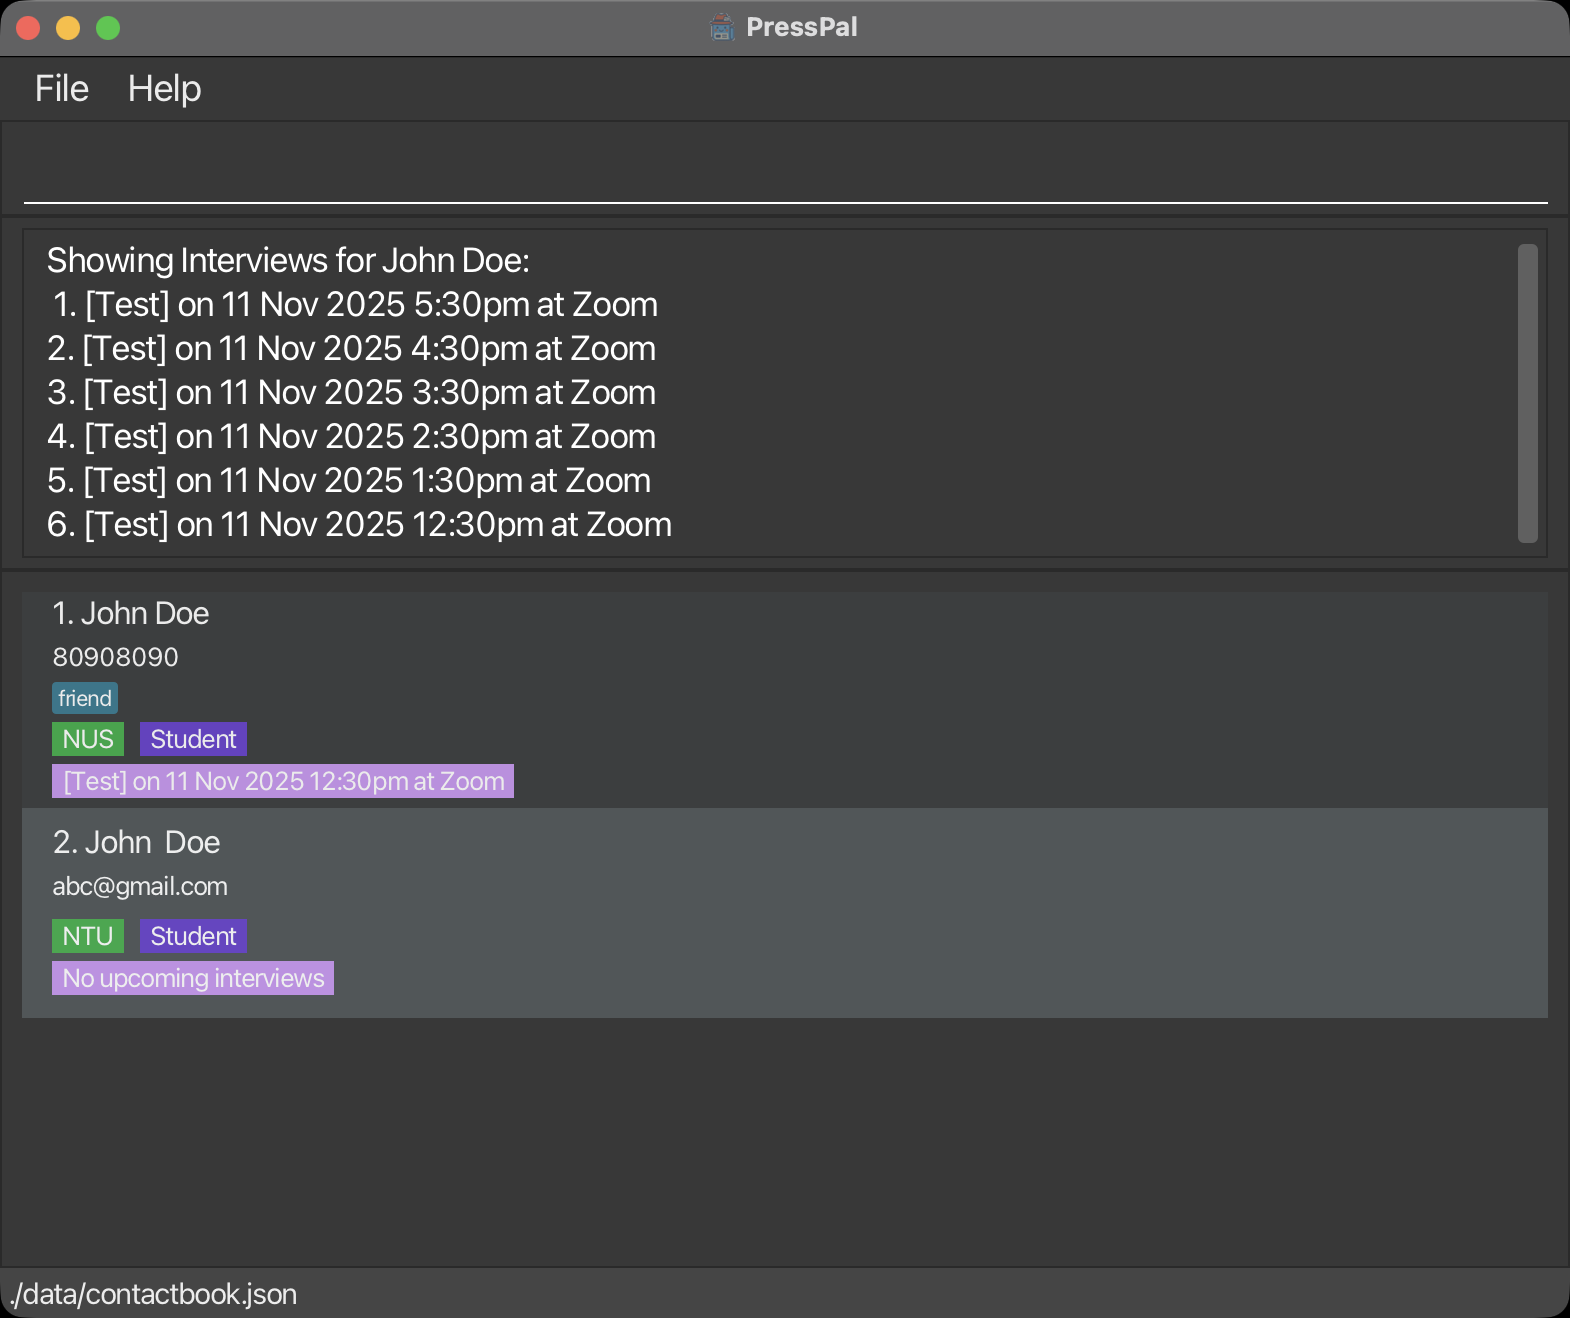 PressPal
File Help
Showing Interviews for John Doe:
1. [Test] on 11 Nov 2025 5:30pm at Zoom
2. [Test] on 11 Nov 2025 4:30pm at Zoom
3. [Test] on 11 Nov 2025 3:30pm at Zoom
4. [Test] on 11 Nov 2025 2:30pm at Zoom
5. [Test] on 11 Nov 2025 1:30pm at Zoom
6. [Test] on 11 Nov 2025 12:30pm at Zoom
1. John Doe
80908090
friend
NUS Student
[Test] on 11 Nov 2025 12:30pm at Zoom
2. John  Doe
abc@gmail.com
NTU Student
No upcoming interviews
./data/contactbook.json